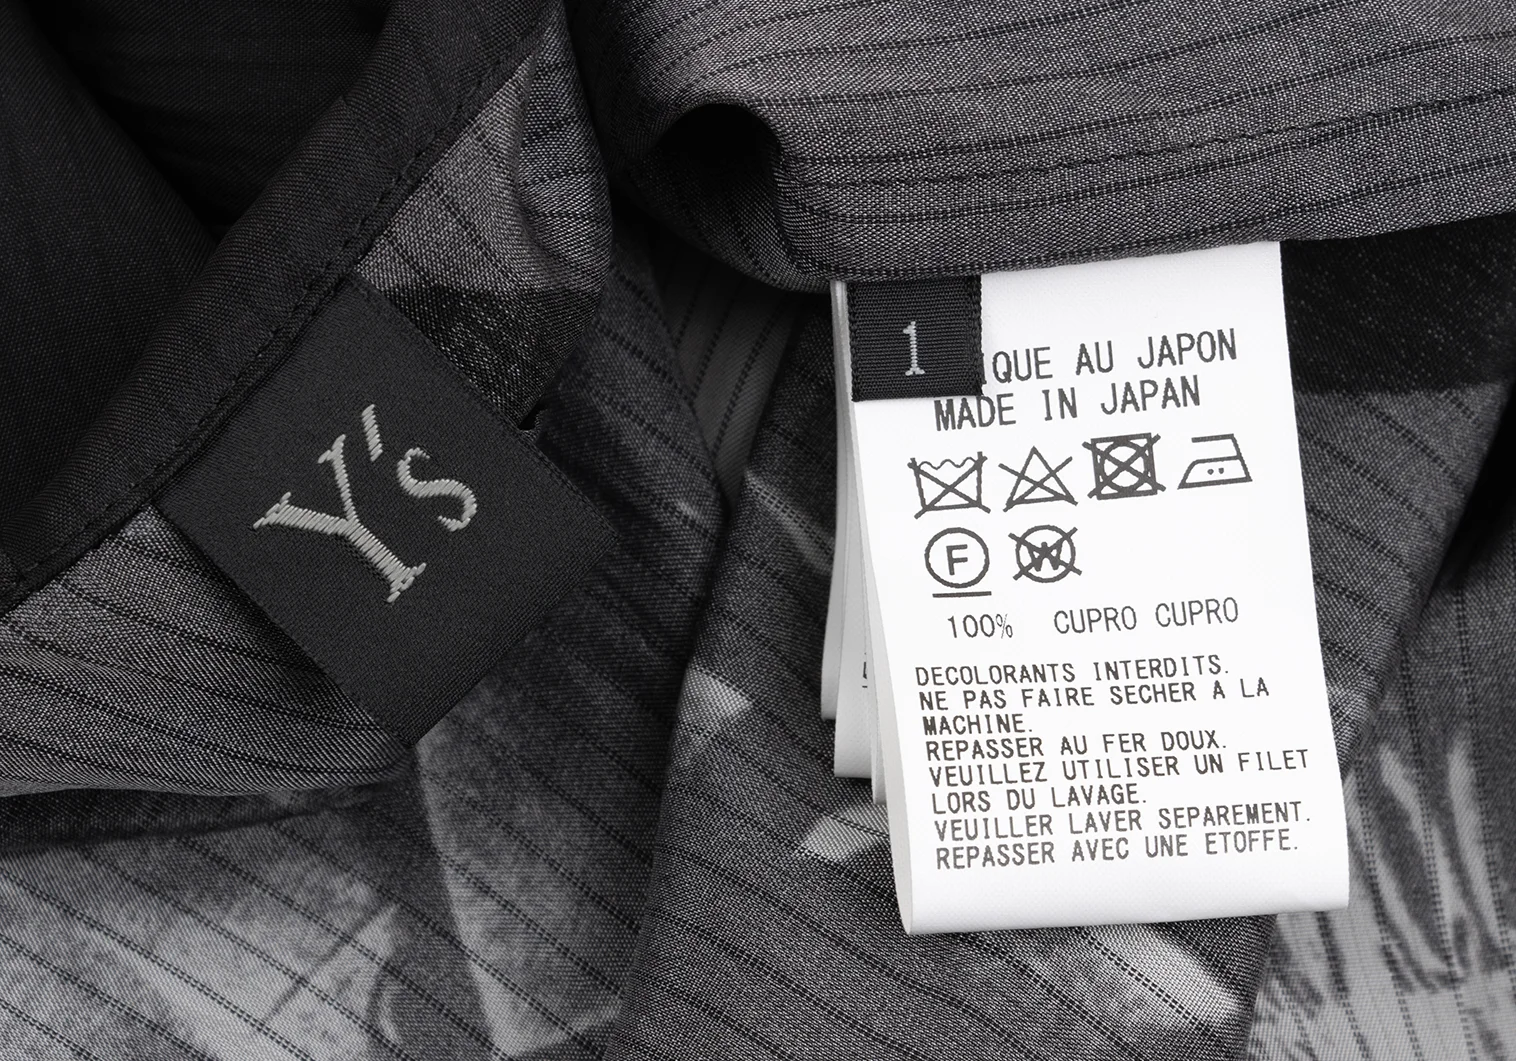 Y's
1
IQUE AU JAPON
MADE IN JAPAN
F
W
100% CUPRO CUPRO
DECOLORANTS INTERDITS.
NE PAS FAIRE SECHER A LA
MACHINE.
REPASSER AU FER DOUX.
VEUILLEZ UTILISER UN FILET
LORS DU LAVAGE.
VEUILLER LAVER SEPAREMENT.
REPASSER AVEC UNE ETOFFE.